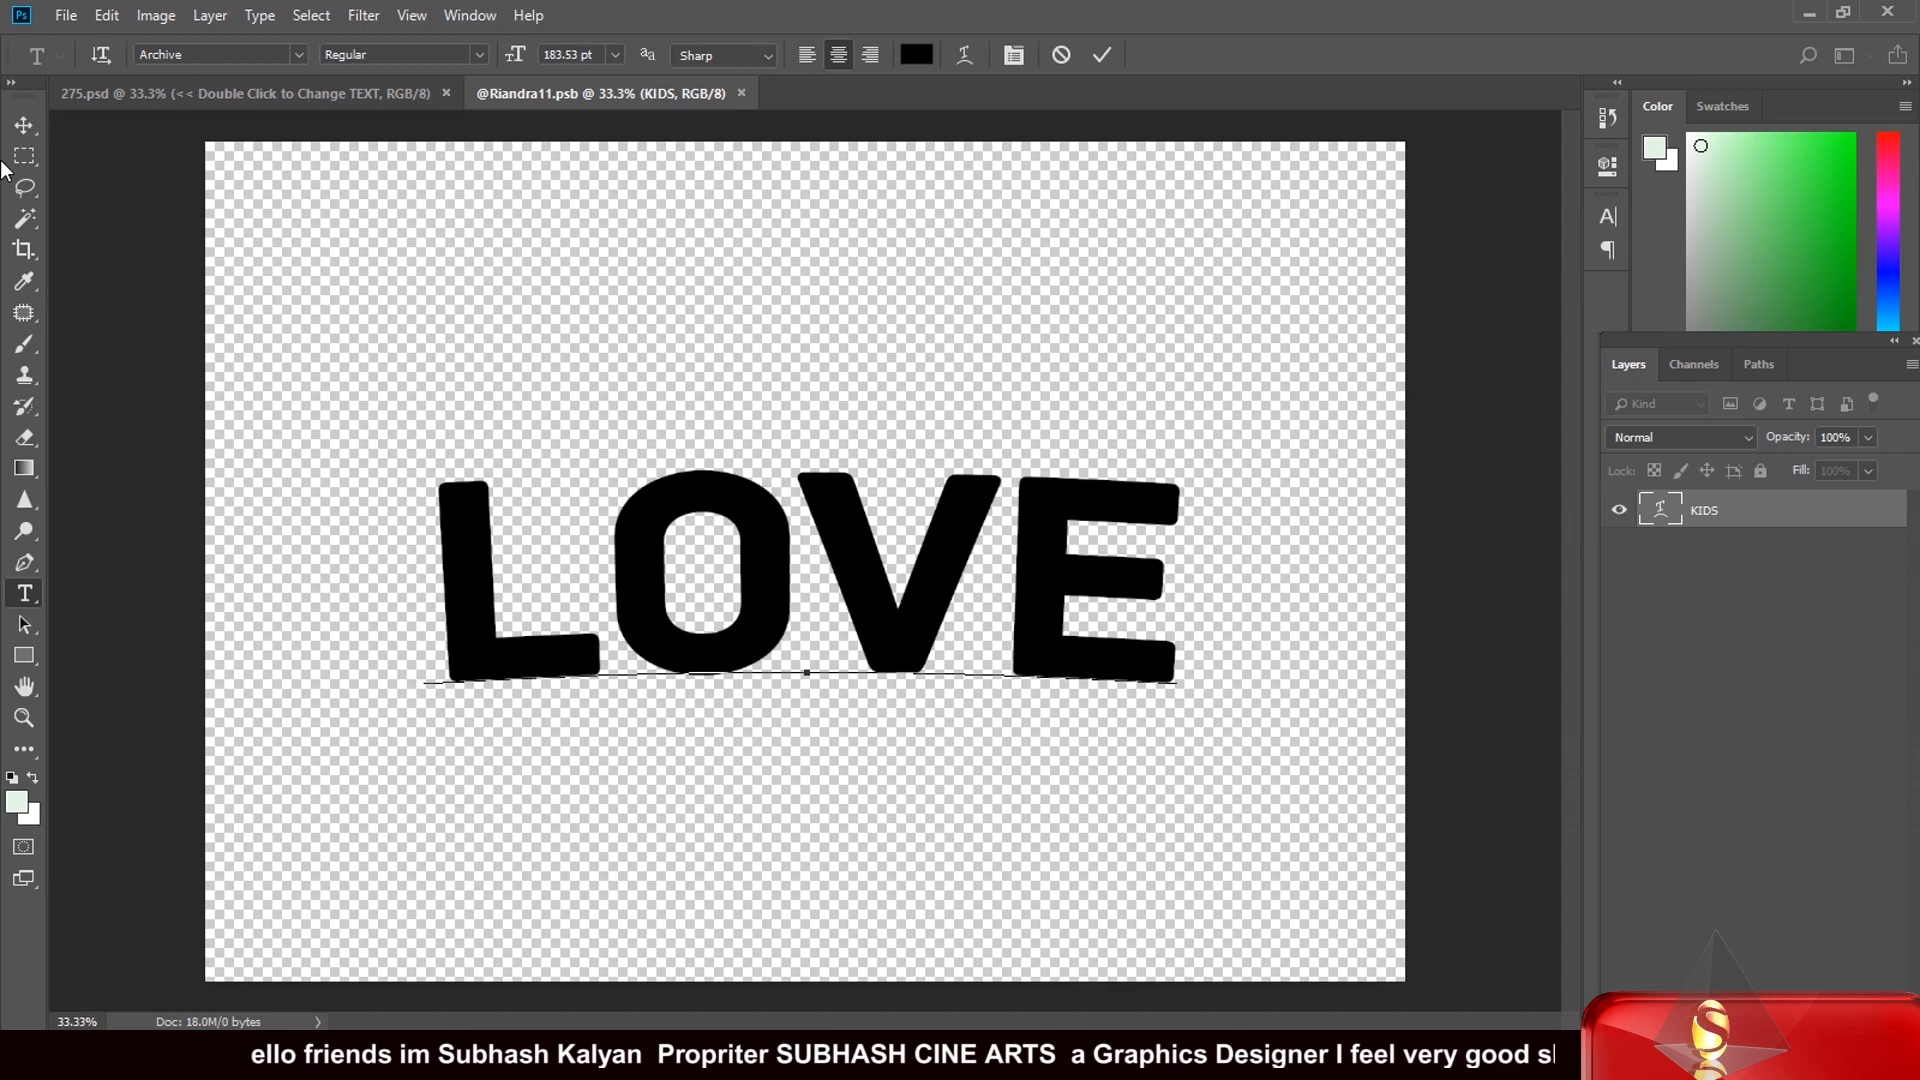 Ps File Edit Image Layer Type Select Filter View Window Help
T Archive Regular 183.53 pt aa Sharp
275.psd @ 33.3% (<< Double Click to Change TEXT, RGB/8) × @Riandra11.psb @ 33.3% (KIDS, RGB/8) ×
Color Swatches
A
Layers Channels Paths
Kind
Normal Opacity: 100%
Lock: Fill: 100%
KIDS
LOVE
33.33% Doc: 18.0M/0 bytes
ello friends im Subhash Kalyan Propriter SUBHASH CINE ARTS a Graphics Designer I feel very good sl
S